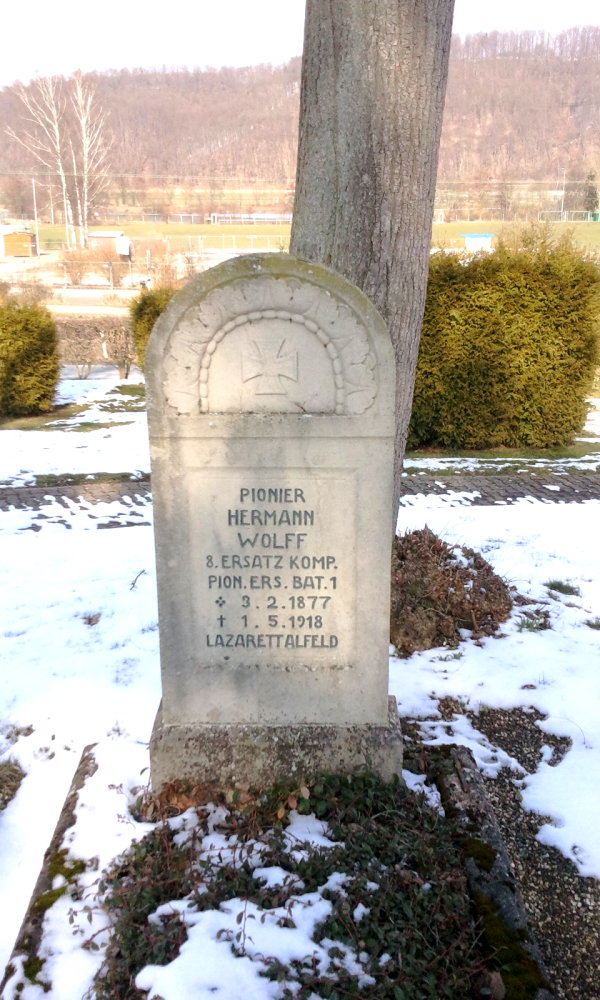 PIONIER
HERMANN
WOLFF
8. ERSATZ KOMP.
PION. ERS. BAT. 1
* 3.2.1877
† 1.5.1918
LAZARETT ALFELD